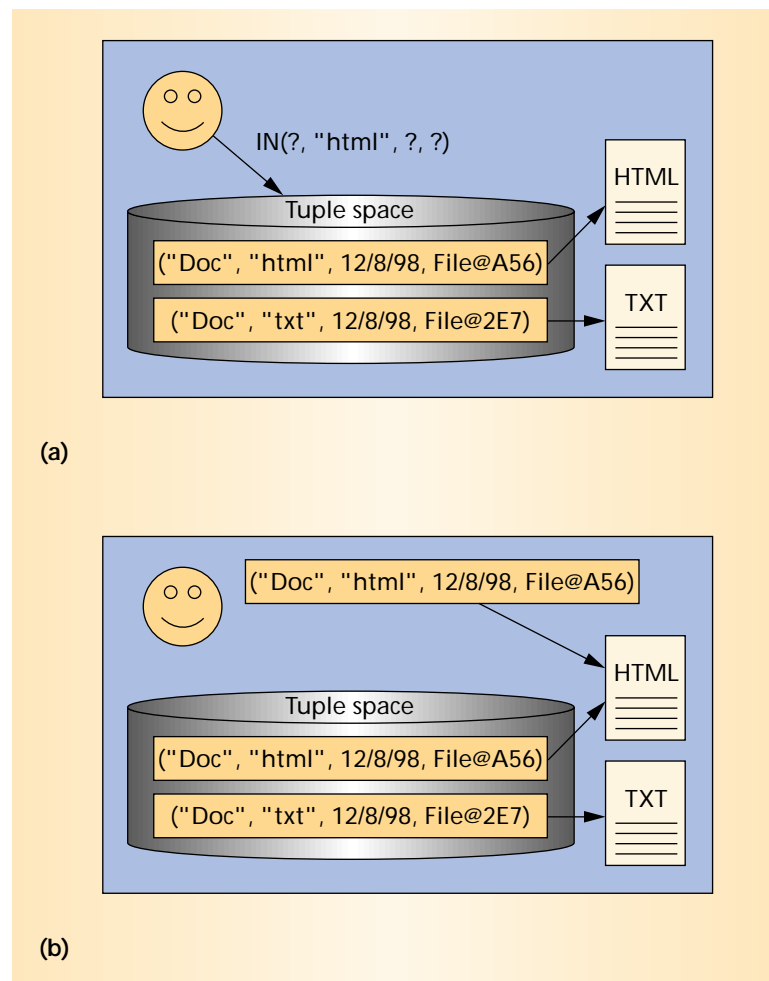 IN(?, "html", ?, ?)
HTML
Tuple space
("Doc", "html", 12/8/98, File@A56)
TXT
("Doc", "txt", 12/8/98, File@2E7)
(a)
("Doc", "html", 12/8/98, File@A56)
HTML
Tuple space
("Doc", "html", 12/8/98, File@A56)
TXT
("Doc", "txt", 12/8/98, File@2E7)
(b)